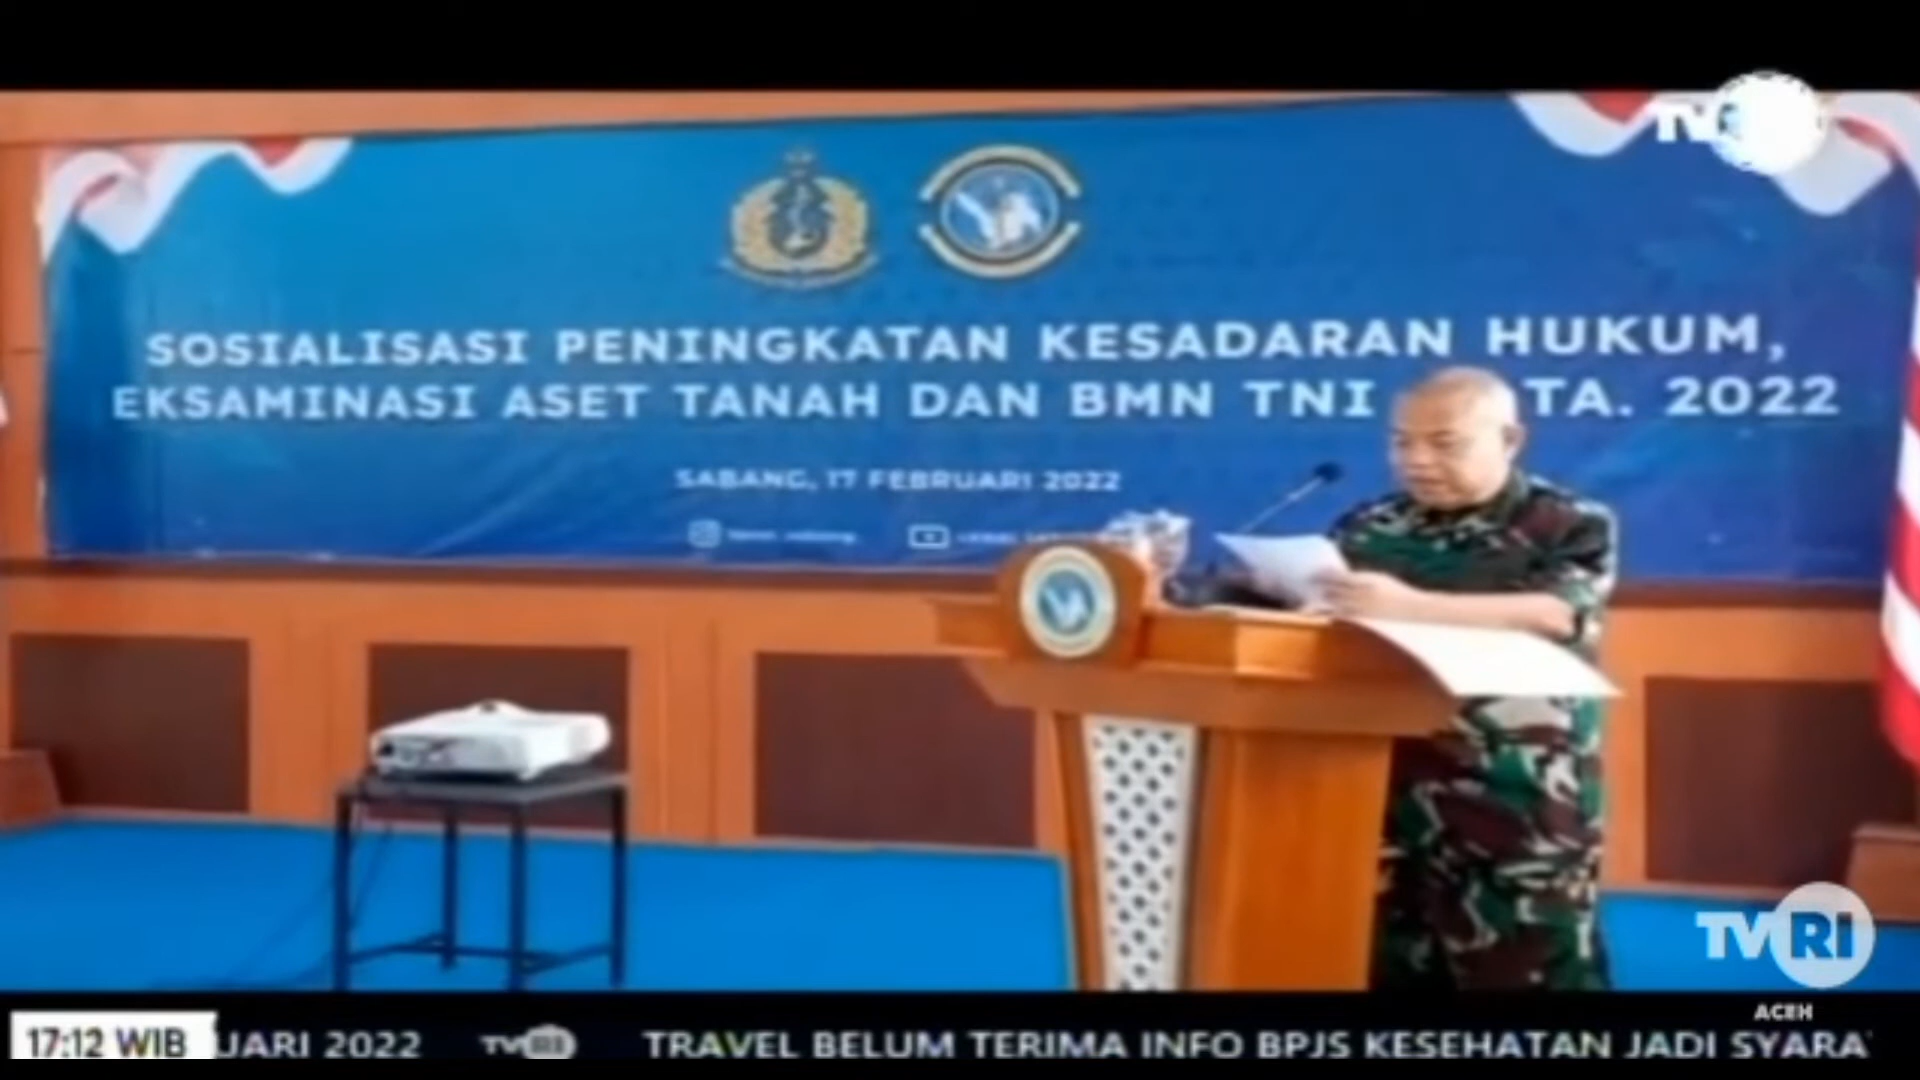 TV
SOSIALISASI PENINGKATAN KESADARAN HUKUM,
EKSAMINASI ASET TANAH DAN BMN TNI TA. 2022
SABANG, 17 FEBRUARI 2022
TVRI
ACEH
17:12 WIB UARI 2022 TVRI TRAVEL BELUM TERIMA INFO BPJS KESEHATAN JADI SYARA